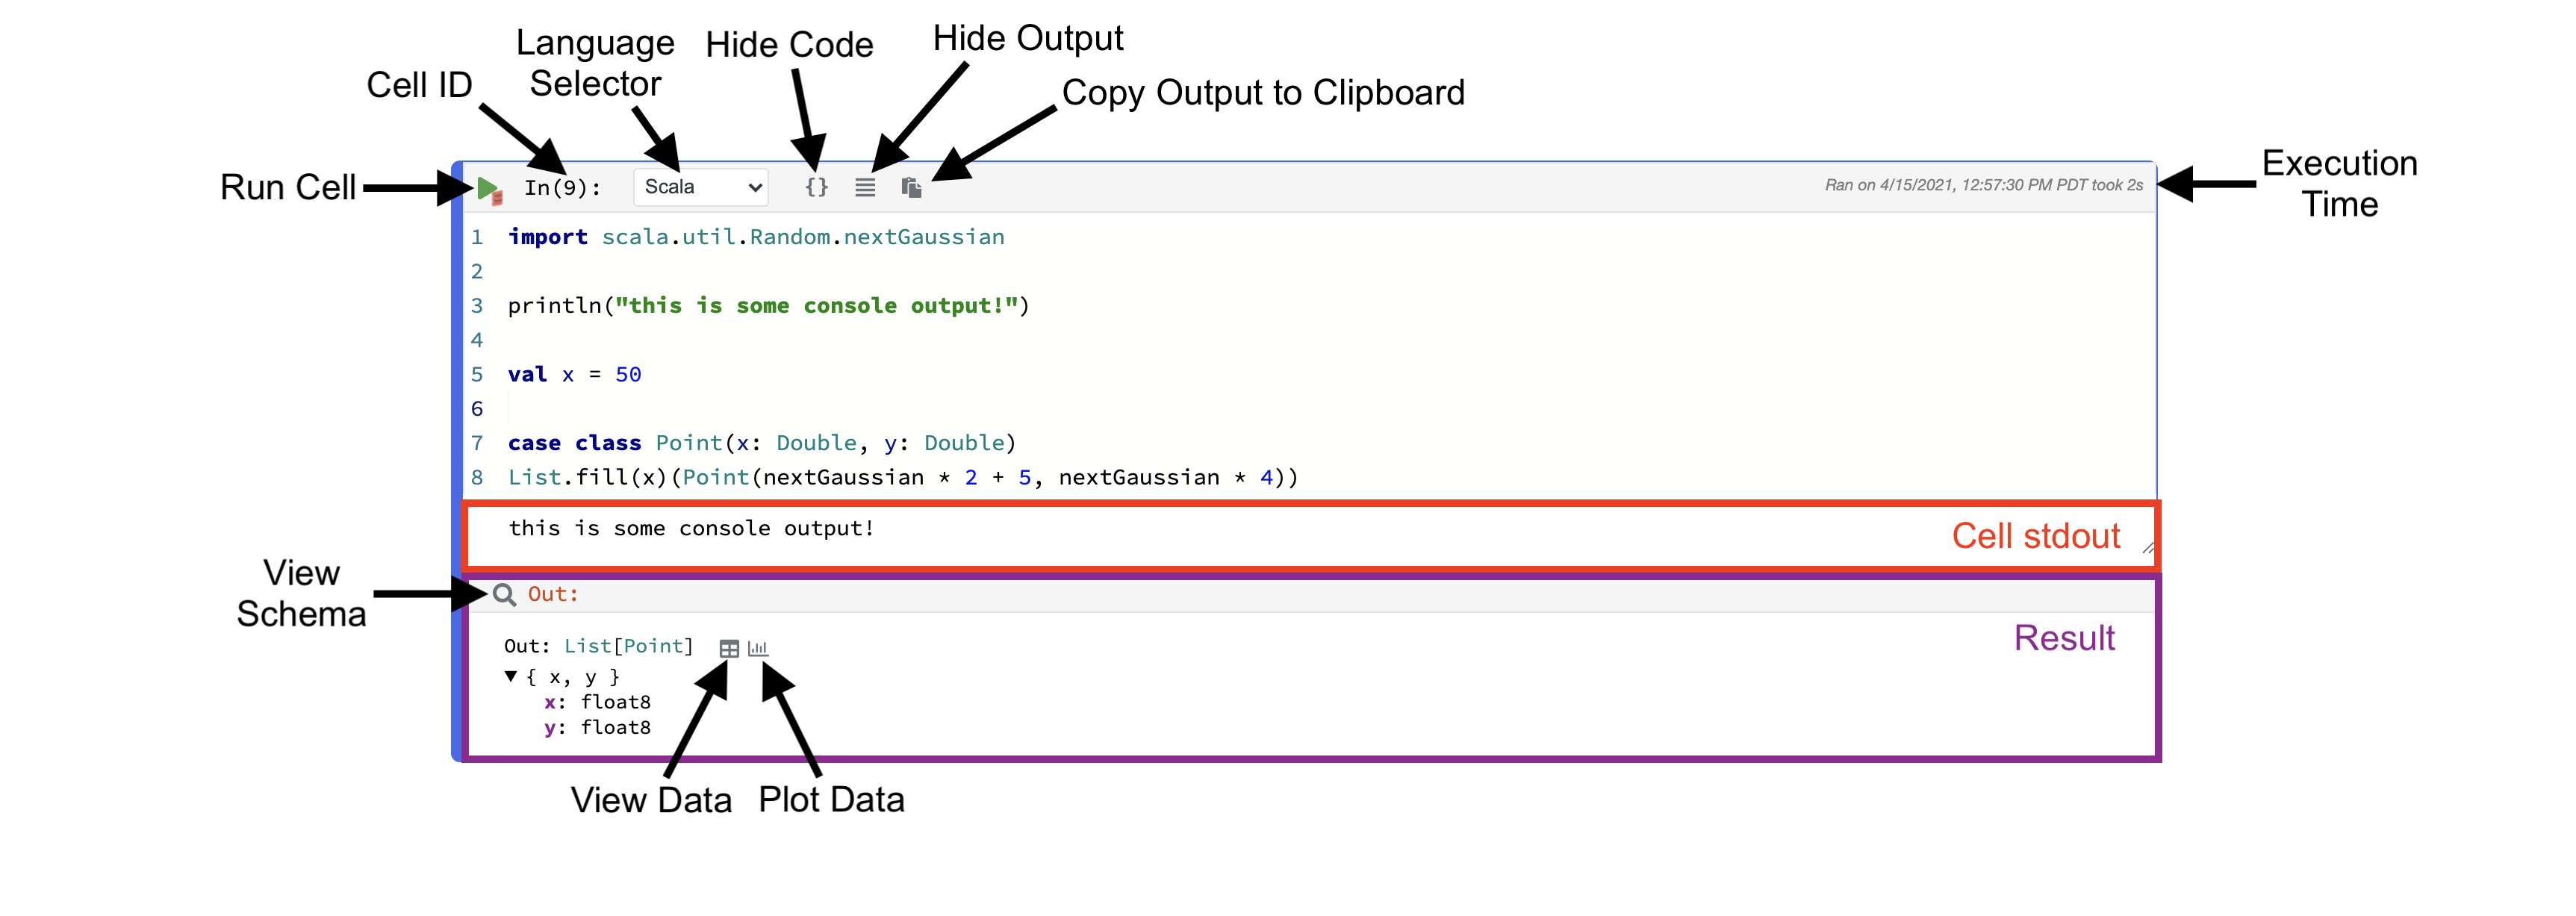 Language
Selector
Hide Code
Hide Output
Cell ID
Copy Output to Clipboard
Run Cell
In(9):
Scala
{}
Ran on 4/15/2021, 12:57:30 PM PDT took 2s
Execution
Time
1 import scala.util.Random.nextGaussian
2
3 println("this is some console output!")
4
5 val x = 50
6
7 case class Point(x: Double, y: Double)
8 List.fill(x)(Point(nextGaussian * 2 + 5, nextGaussian * 4))
this is some console output!
Cell stdout
View
Schema
Out:
Out: List[Point]
Result
{ x, y }
x: float8
y: float8
View Data
Plot Data